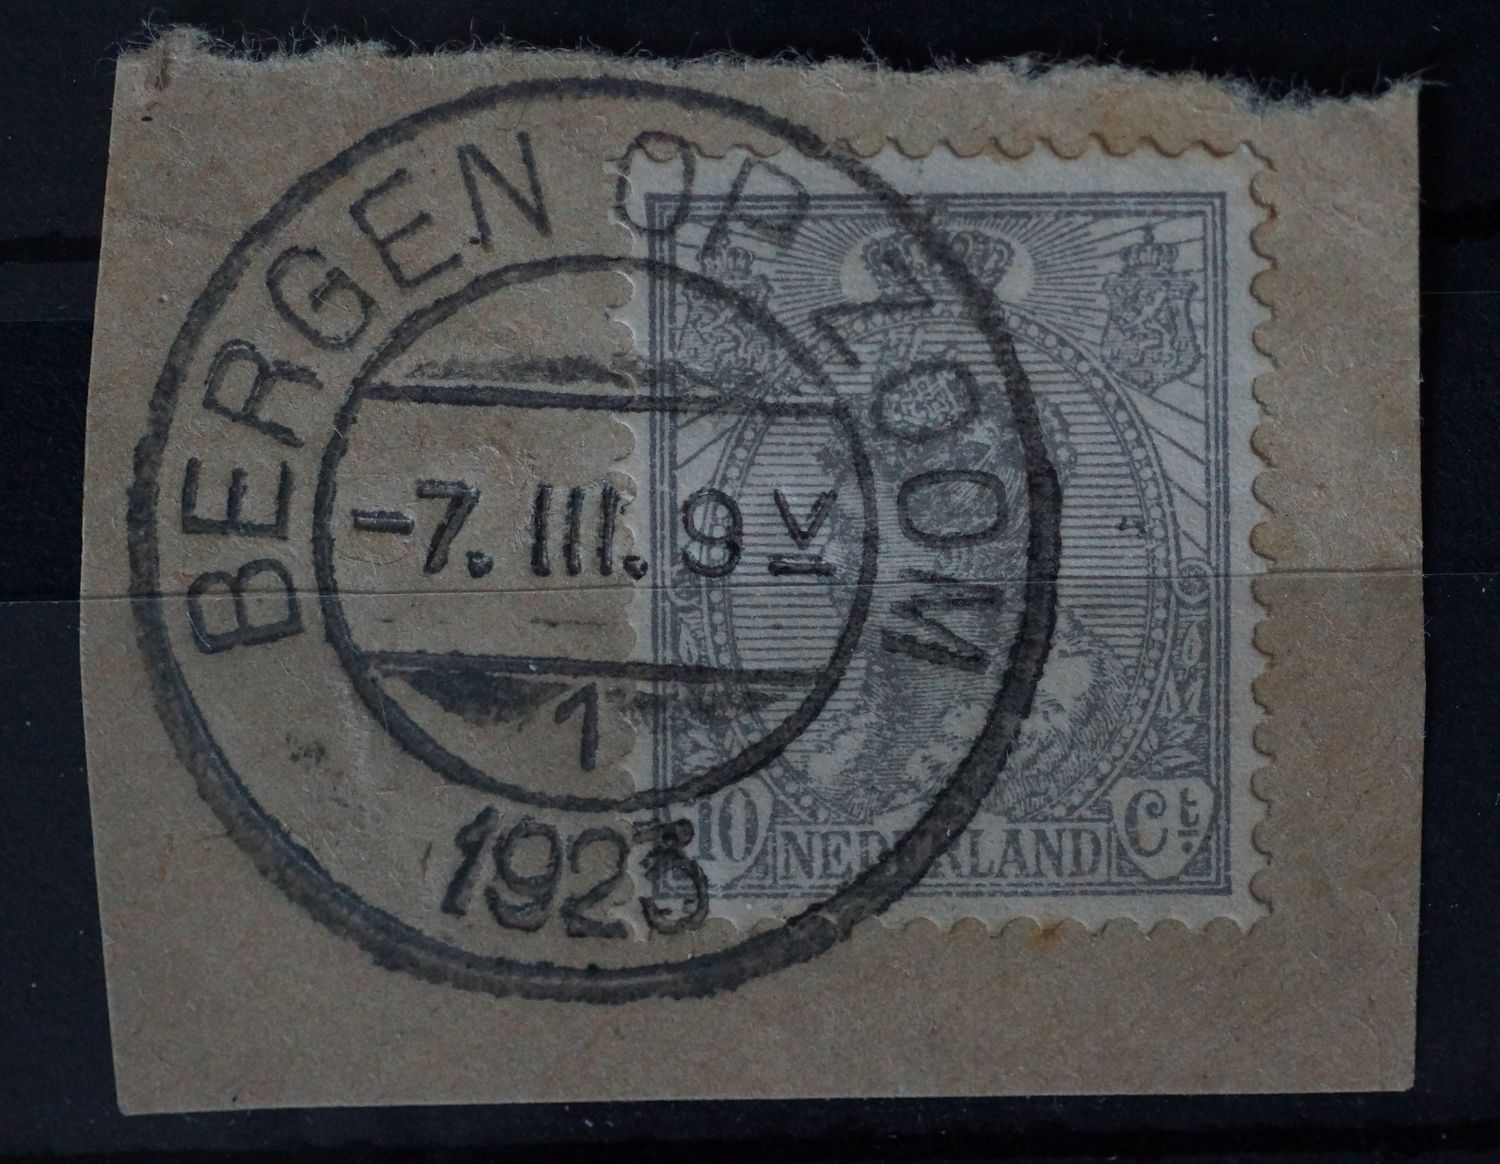 BERGEN OP ZOOM
-7. III. 9 V
1
1923
10 NEDERLAND Ct.